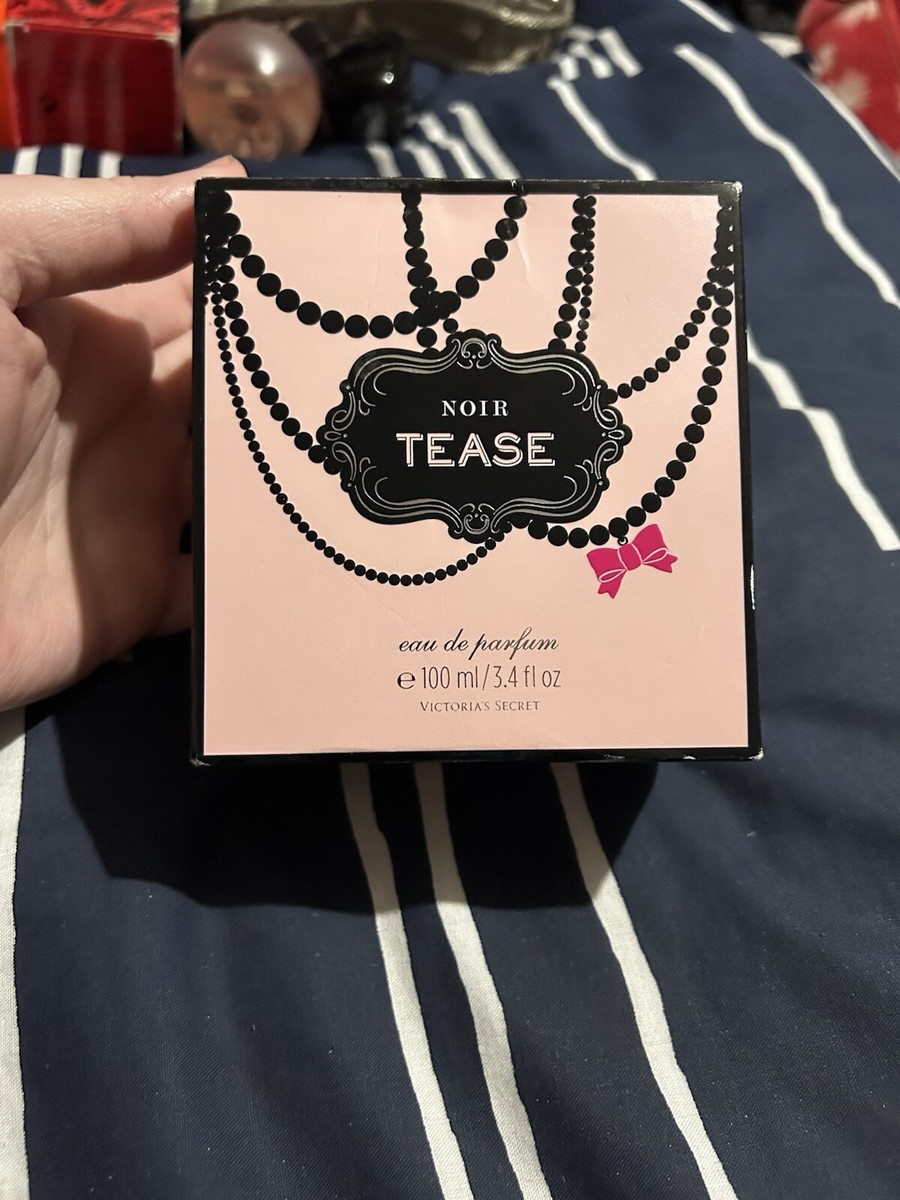 NOIR
TEASE
eau de parfum
℮ 100 ml/3.4 fl oz
VICTORIA'S SECRET